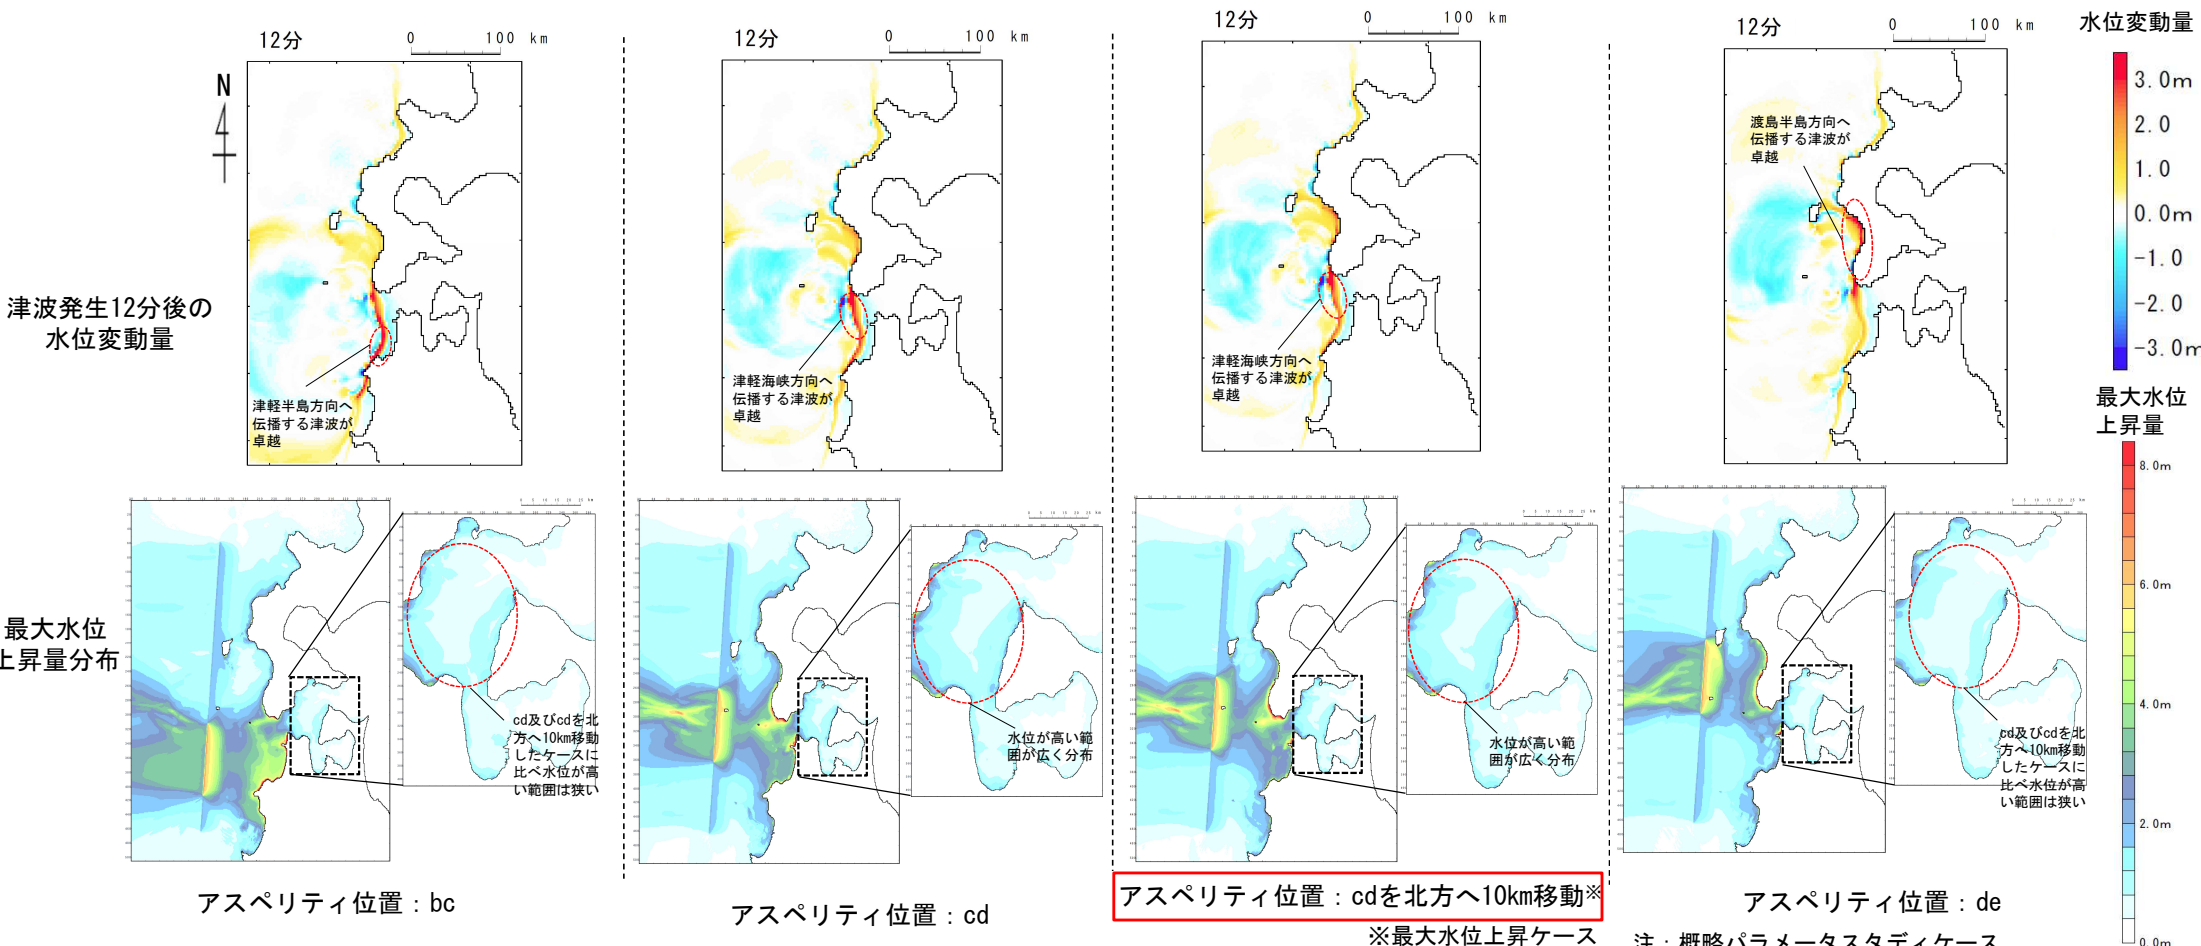 12分
0 100 km
12分
0 100 km
12分
0 100 km
12分
0 100 km
水位変動量
N
3.0m
2.0
1.0
0.0m
-1.0
-2.0
-3.0m
津波発生12分後の
水位変動量
津軽半島方向へ
伝播する津波が
卓越
津軽海峡方向へ
伝播する津波が
卓越
津軽海峡方向へ
伝播する津波が
卓越
渡島半島方向へ
伝播する津波が
卓越
最大水位
上昇量
8.0m
6.0m
4.0m
2.0m
0.0m
最大水位
上昇量分布
cd及びcdを北
方へ10km移動
したケースに
比べ水位が高
い範囲は狭い
水位が高い範
囲が広く分布
水位が高い範
囲が広く分布
cd及びcdを北
方へ10km移動
したケースに
比べ水位が高
い範囲は狭い
アスペリティ位置：bc
アスペリティ位置：cd
アスペリティ位置：cdを北方へ10km移動※
※最大水位上昇ケース
アスペリティ位置：de
注：概略パラメータスタディケース